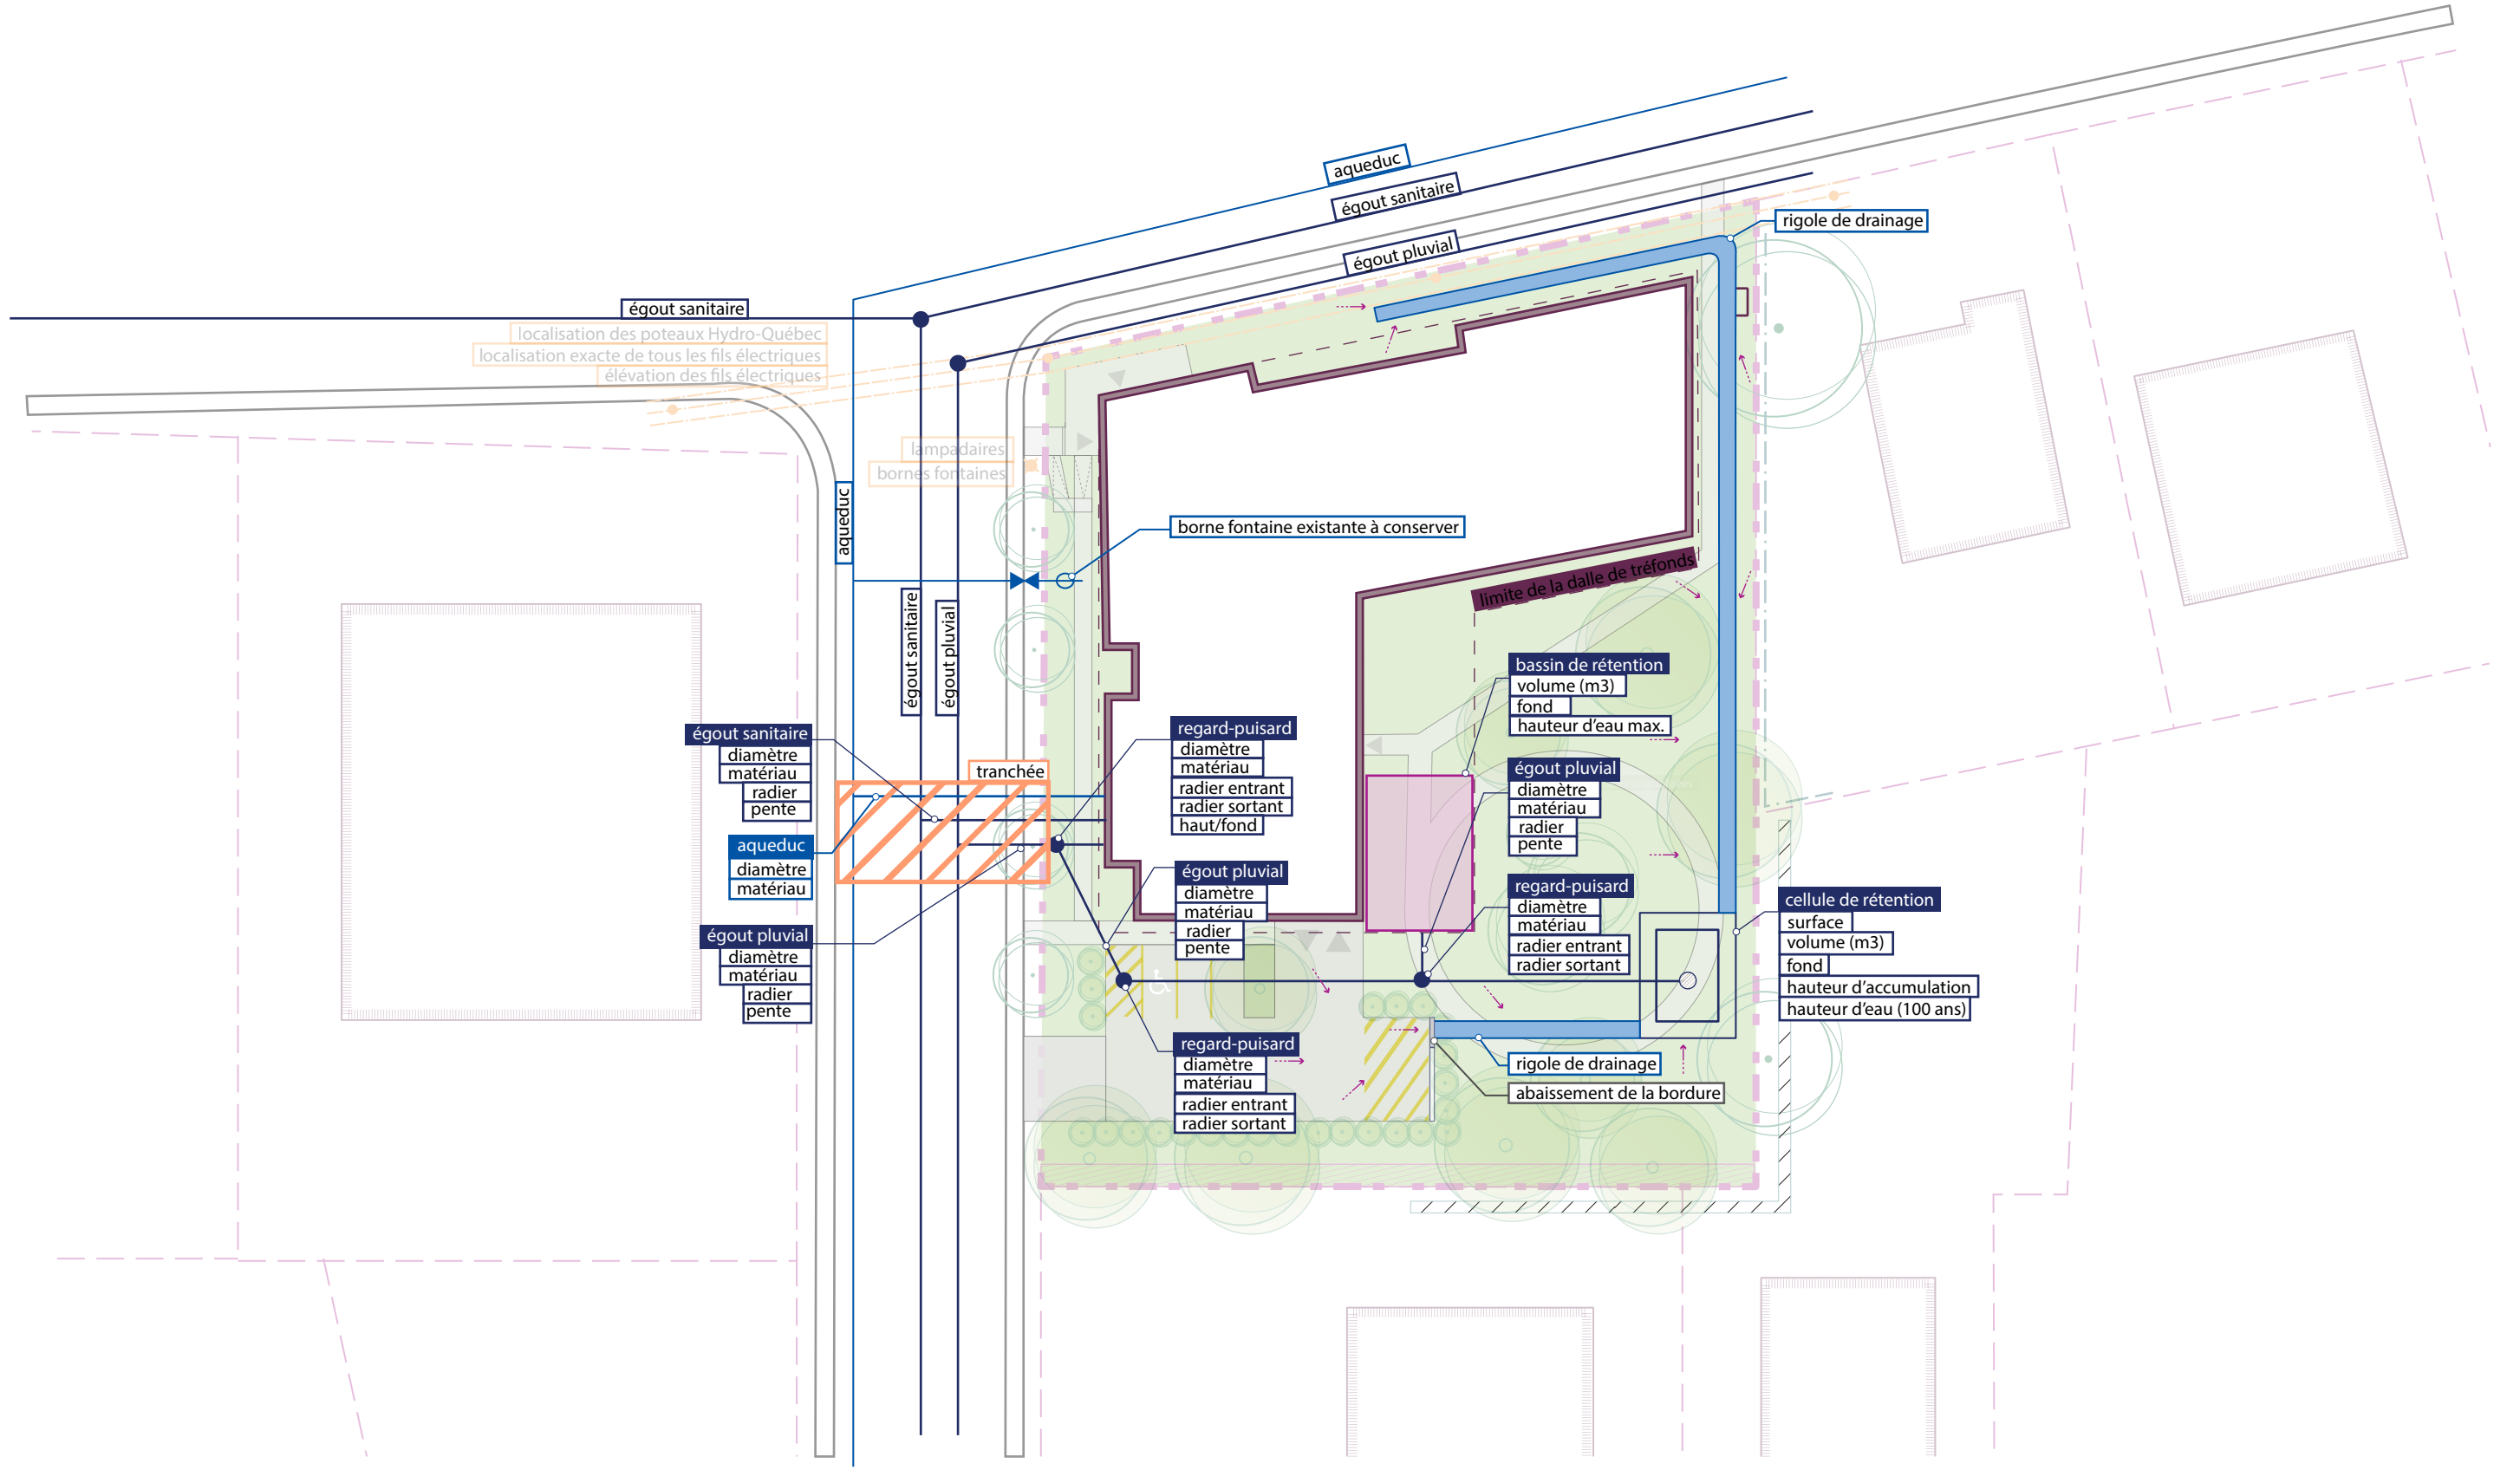 aqueduc
égout sanitaire
égout pluvial
rigole de drainage
égout sanitaire
localisation des poteaux Hydro-Québec
localisation exacte de tous les fils électriques
élévation des fils électriques
lampadaires
bornes fontaines
aqueduc
borne fontaine existante à conserver
limite de la dalle de tréfonds
égout sanitaire
égout pluvial
bassin de rétention
volume (m3)
fond
hauteur d'eau max.
égout sanitaire
diamètre
matériau
radier
pente
tranchée
regard-puisard
diamètre
matériau
radier entrant
radier sortant
haut/fond
égout pluvial
diamètre
matériau
radier
pente
aqueduc
diamètre
matériau
égout pluvial
diamètre
matériau
radier
pente
regard-puisard
diamètre
matériau
radier entrant
radier sortant
cellule de rétention
surface
volume (m3)
fond
hauteur d'accumulation
hauteur d'eau (100 ans)
égout pluvial
diamètre
matériau
radier
pente
regard-puisard
diamètre
matériau
radier entrant
radier sortant
rigole de drainage
abaissement de la bordure